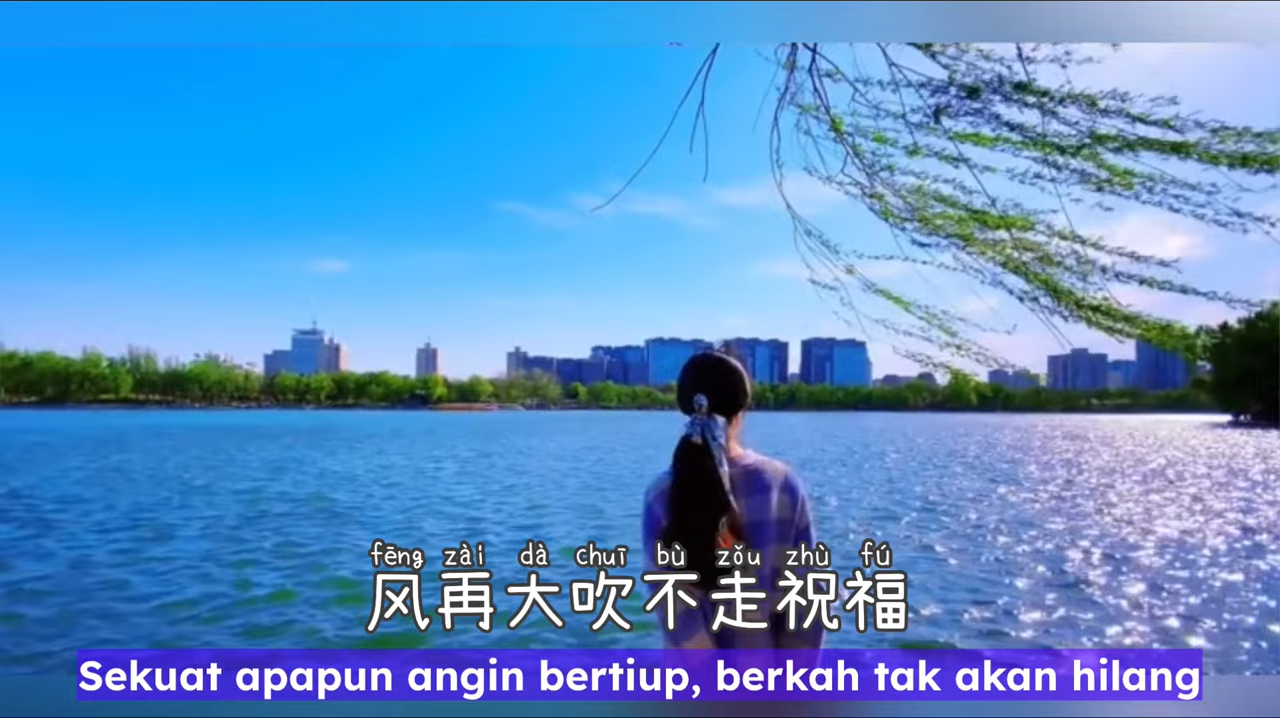 fēng zài dà chuī bù zǒu zhù fú
风再大吹不走祝福
Sekuat apapun angin bertiup, berkah tak akan hilang